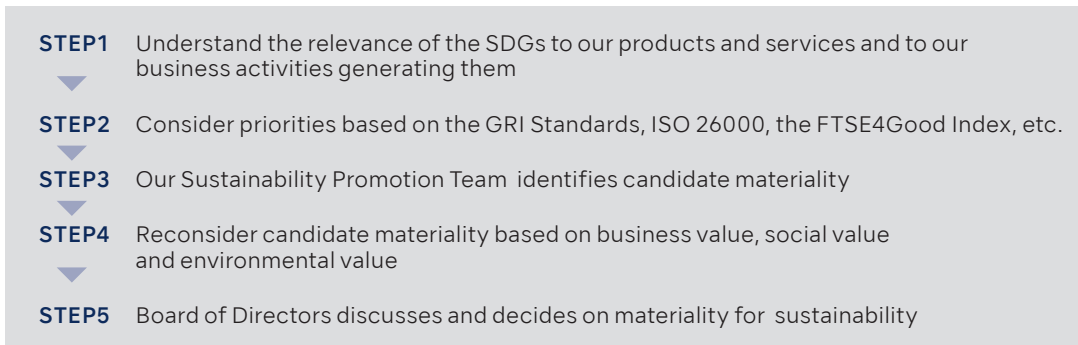 STEP1 Understand the relevance of the SDGs to our products and services and to our
business activities generating them
STEP2 Consider priorities based on the GRI Standards, ISO 26000, the FTSE4Good Index, etc.
STEP3 Our Sustainability Promotion Team identifies candidate materiality
STEP4 Reconsider candidate materiality based on business value, social value
and environmental value
STEP5 Board of Directors discusses and decides on materiality for sustainability